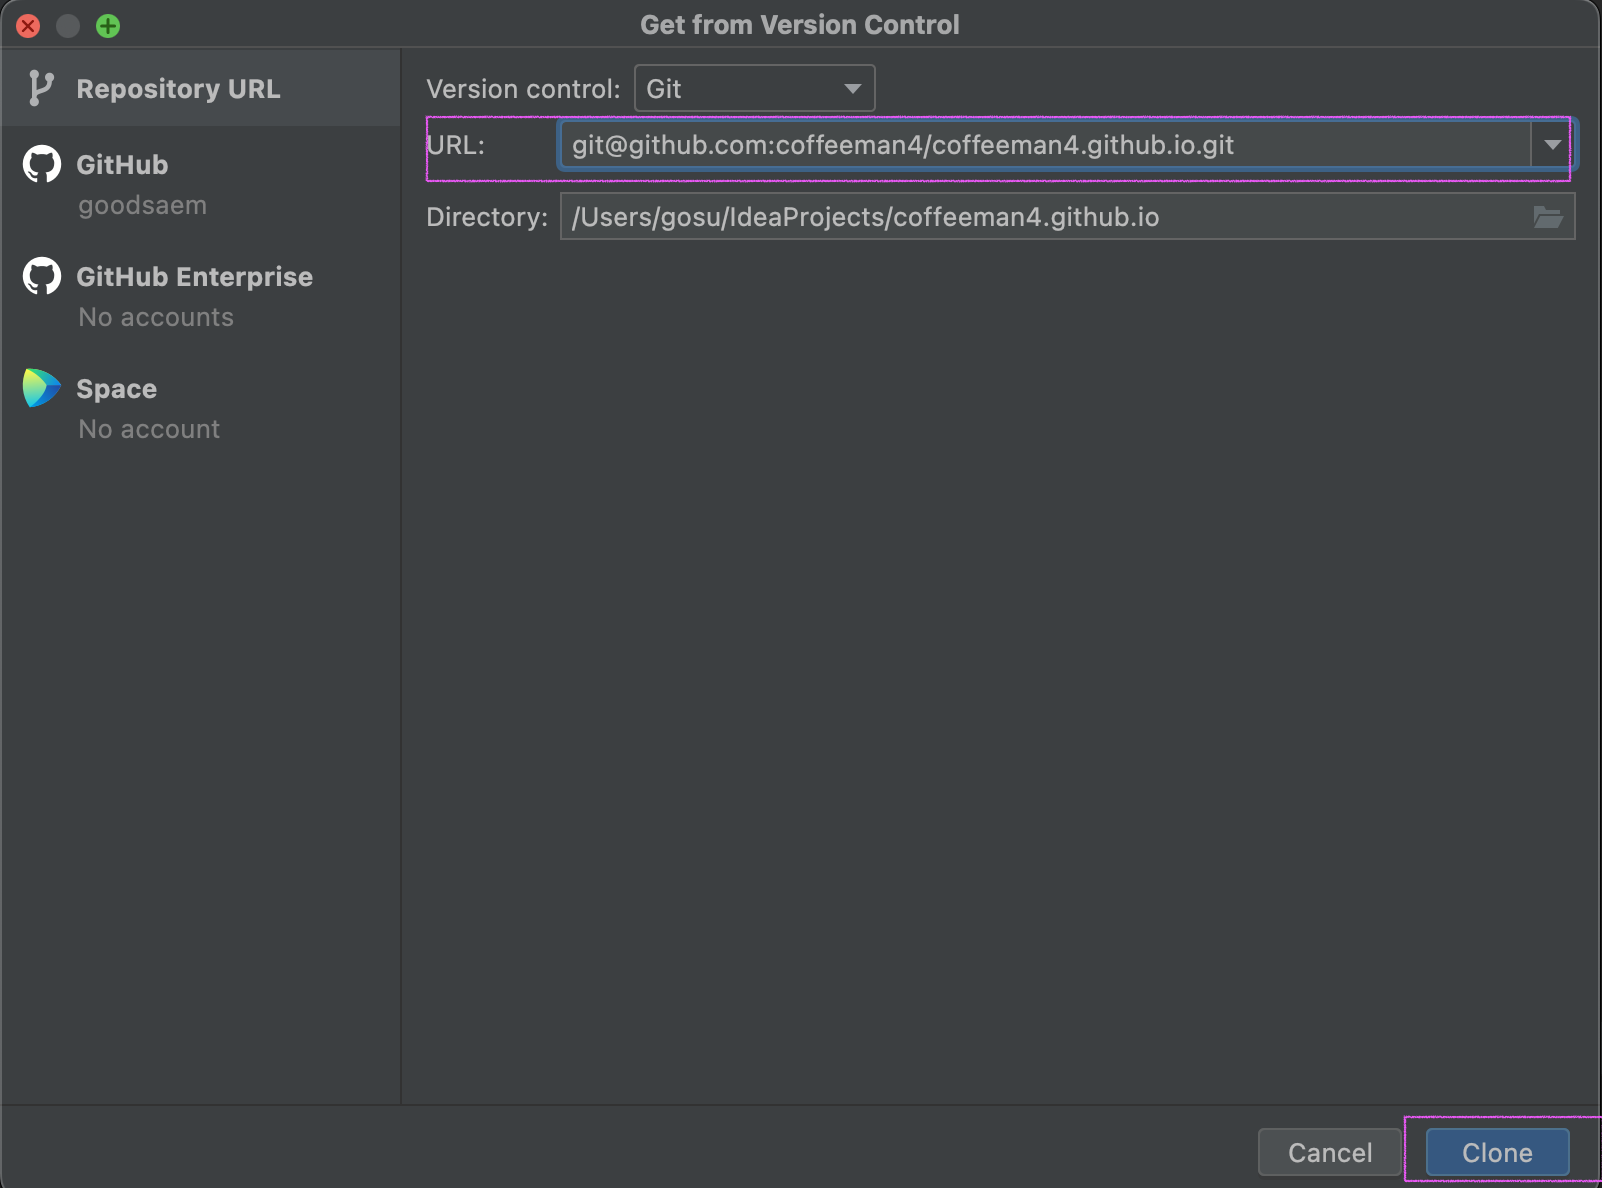 Get from Version Control
Repository URL
GitHub
goodsaem
GitHub Enterprise
No accounts
Space
No account
Version control: Git
URL: git@github.com:coffeeman4/coffeeman4.github.io.git
Directory: /Users/gosu/IdeaProjects/coffeeman4.github.io
Cancel Clone